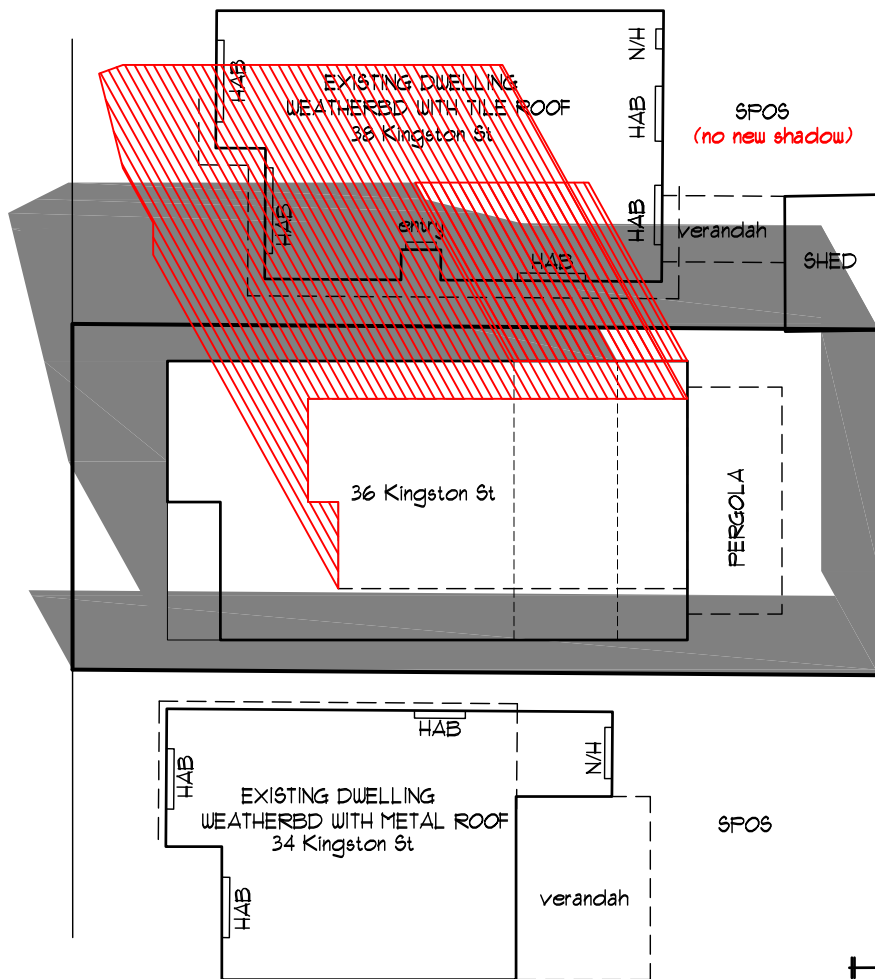 N/H
HAB
EXISTING DWELLING
WEATHERBD WITH TILE ROOF
38 Kingston St
HAB
SPOS
(no new shadow)
HAB
HAB
entry
HAB
verandah
SHED
36 Kingston St
PERGOLA
HAB
N/H
HAB
EXISTING DWELLING
WEATHERBD WITH METAL ROOF
34 Kingston St
SPOS
HAB
verandah